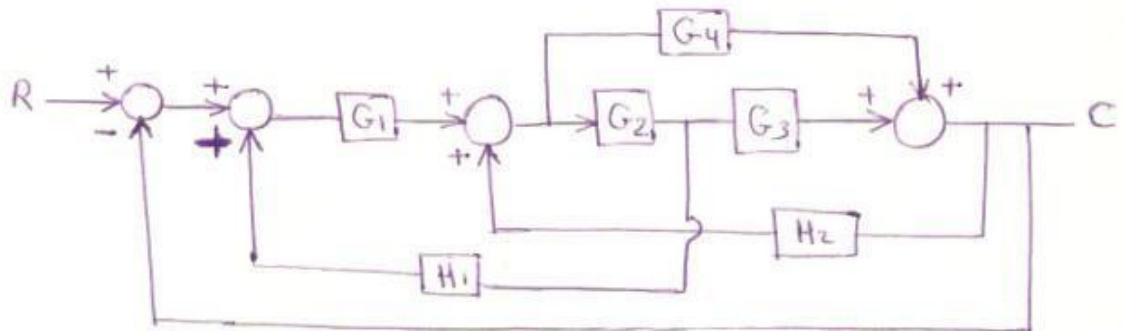 G4
+ + + + + +
R G1 G2 G3 C
- + +
H2
H1